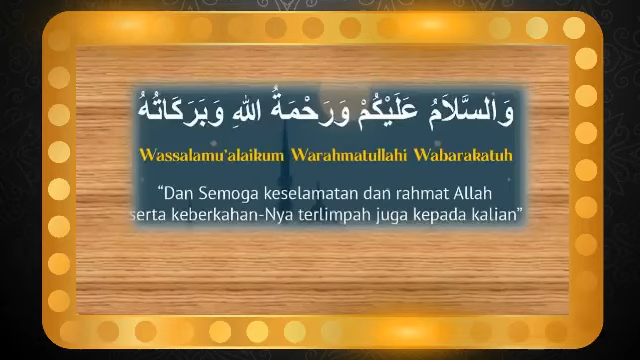 وَالسَّلاَمُ عَلَيْكُمْ وَرَحْمَةُ اللهِ وَبَرَكَاتُهُ
Wassalamu'alaikum Warahmatullahi Wabarakatuh
“Dan Semoga keselamatan dan rahmat Allah
serta keberkahan-Nya terlimpah juga kepada kalian”